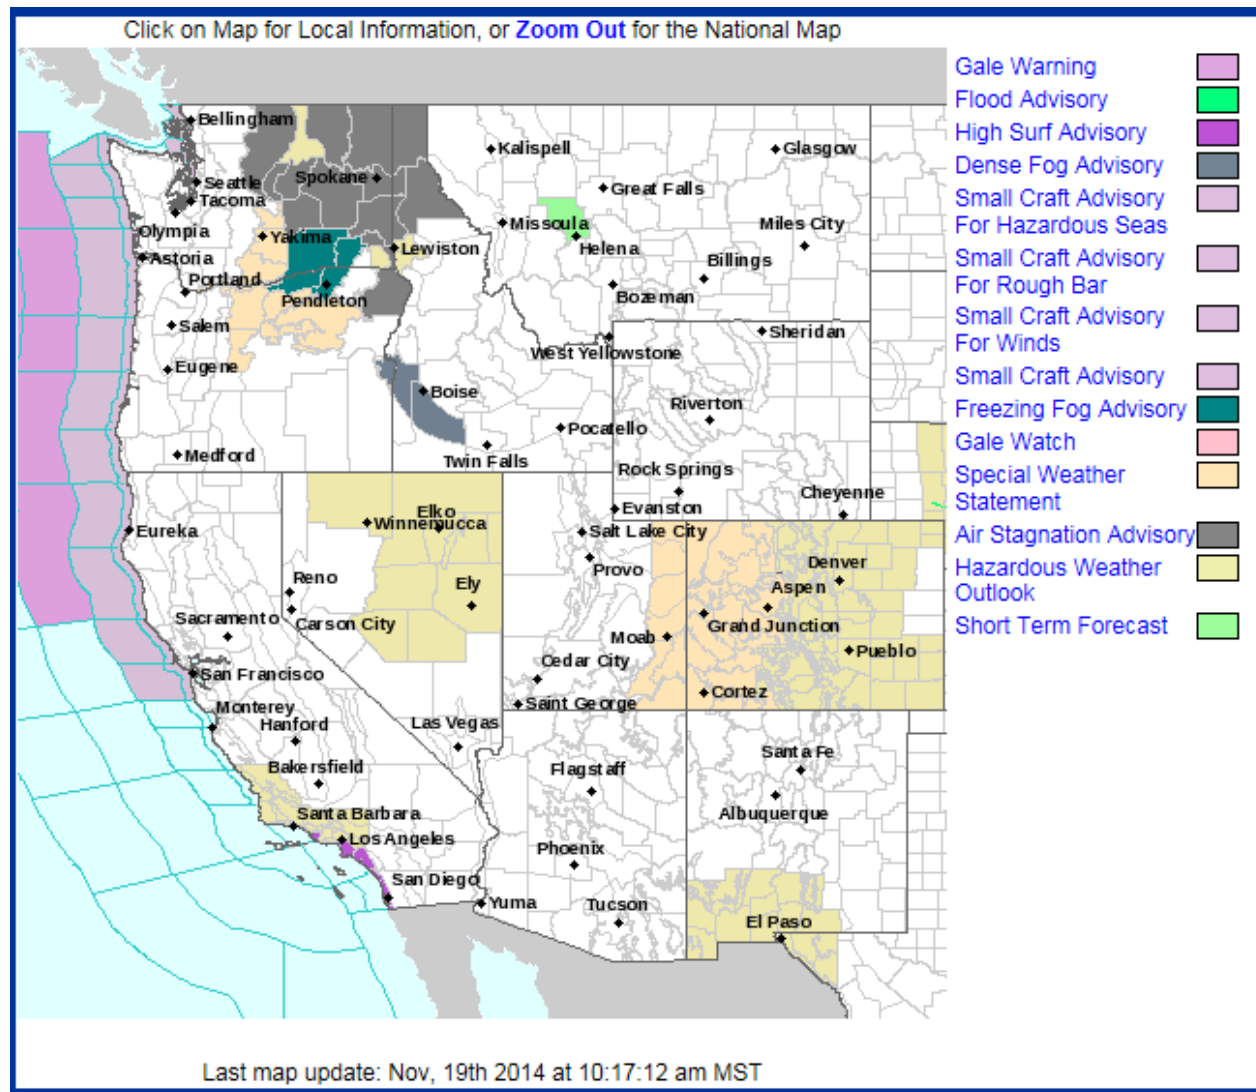 Click on Map for Local Information, or Zoom Out for the National Map
Gale Warning
Flood Advisory
High Surf Advisory
Dense Fog Advisory
Small Craft Advisory
For Hazardous Seas
Small Craft Advisory
For Rough Bar
Small Craft Advisory
For Winds
Small Craft Advisory
Freezing Fog Advisory
Gale Watch
Special Weather
Statement
Air Stagnation Advisory
Hazardous Weather
Outlook
Short Term Forecast
Bellingham
Kalispell
Glasgow
Spokane
Seattle
Great Falls
Tacoma
Missoula
Miles City
Olympia
Yakima
Lewiston
Helena
Astoria
Billings
Portland
Pendleton
Bozeman
Salem
Sheridan
West Yellowstone
Eugene
Boise
Riverton
Pocatello
Medford
Twin Falls
Rock Springs
Cheyenne
Elko
Evanston
Winnemucca
Eureka
Salt Lake City
Denver
Provo
Reno
Ely
Aspen
Sacramento
Carson City
Grand Junction
Moab
Pueblo
Cedar City
San Francisco
Cortez
Saint George
Monterey
Hanford
Las Vegas
Santa Fe
Bakersfield
Flagstaff
Albuquerque
Santa Barbara
Los Angeles
Phoenix
San Diego
Yuma
Tucson
El Paso
Last map update: Nov, 19th 2014 at 10:17:12 am MST